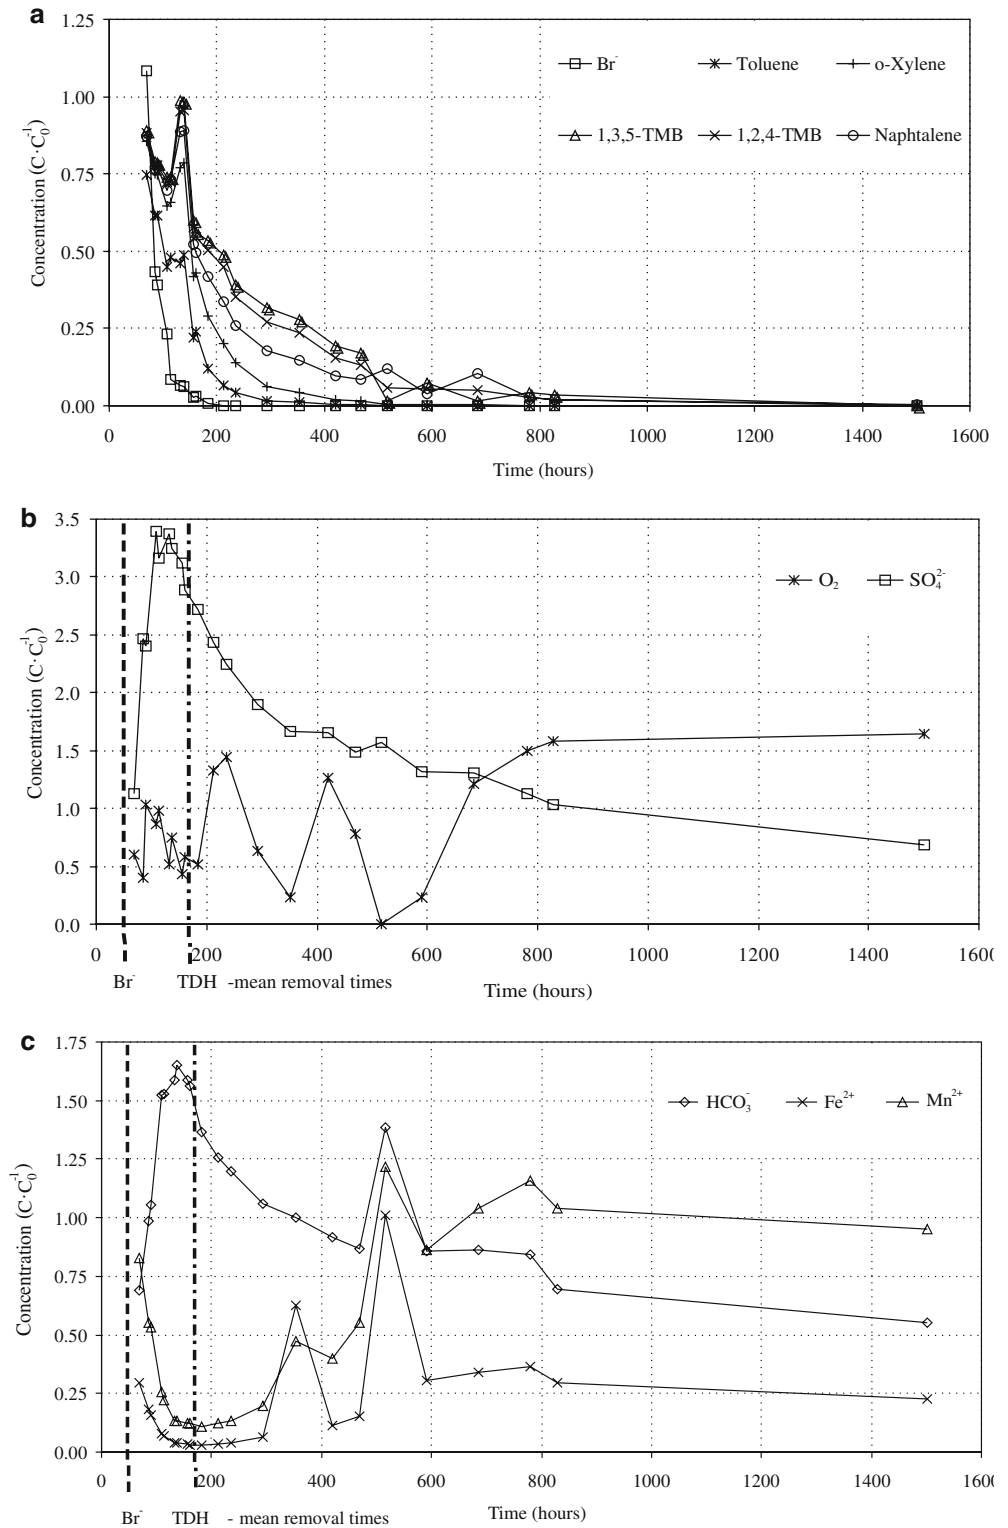 a
1.25
1.00
0.75
0.50
0.25
0.00
Concentration (C·C₀⁻¹)
Br⁻ Toluene o-Xylene
1,3,5-TMB 1,2,4-TMB Naphtalene
0 200 400 600 800 1000 1200 1400 1600
Time (hours)
b
3.5
3.0
2.5
2.0
1.5
1.0
0.5
0.0
Concentration (C·C₀⁻¹)
O₂ SO₄²⁻
0 200 400 600 800 1000 1200 1400 1600
Br⁻ TDH -mean removal times
Time (hours)
c
1.75
1.50
1.25
1.00
0.75
0.50
0.25
0.00
Concentration (C·C₀⁻¹)
HCO₃⁻ Fe²⁺ Mn²⁺
0 200 400 600 800 1000 1200 1400 1600
Br⁻ TDH - mean removal times
Time (hours)